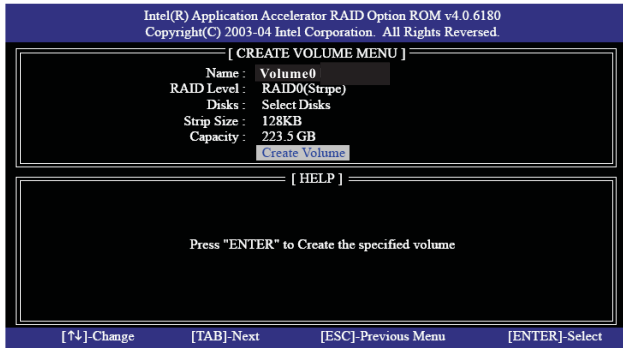 Intel(R) Application Accelerator RAID Option ROM v4.0.6180
Copyright(C) 2003-04 Intel Corporation.  All Rights Reversed.
[ CREATE VOLUME MENU ]
Name : Volume0
RAID Level : RAID0(Stripe)
Disks : Select Disks
Strip Size : 128KB
Capacity : 223.5 GB
Create Volume
[ HELP ]
Press "ENTER" to Create the specified volume
[↑↓]-Change [TAB]-Next [ESC]-Previous Menu [ENTER]-Select